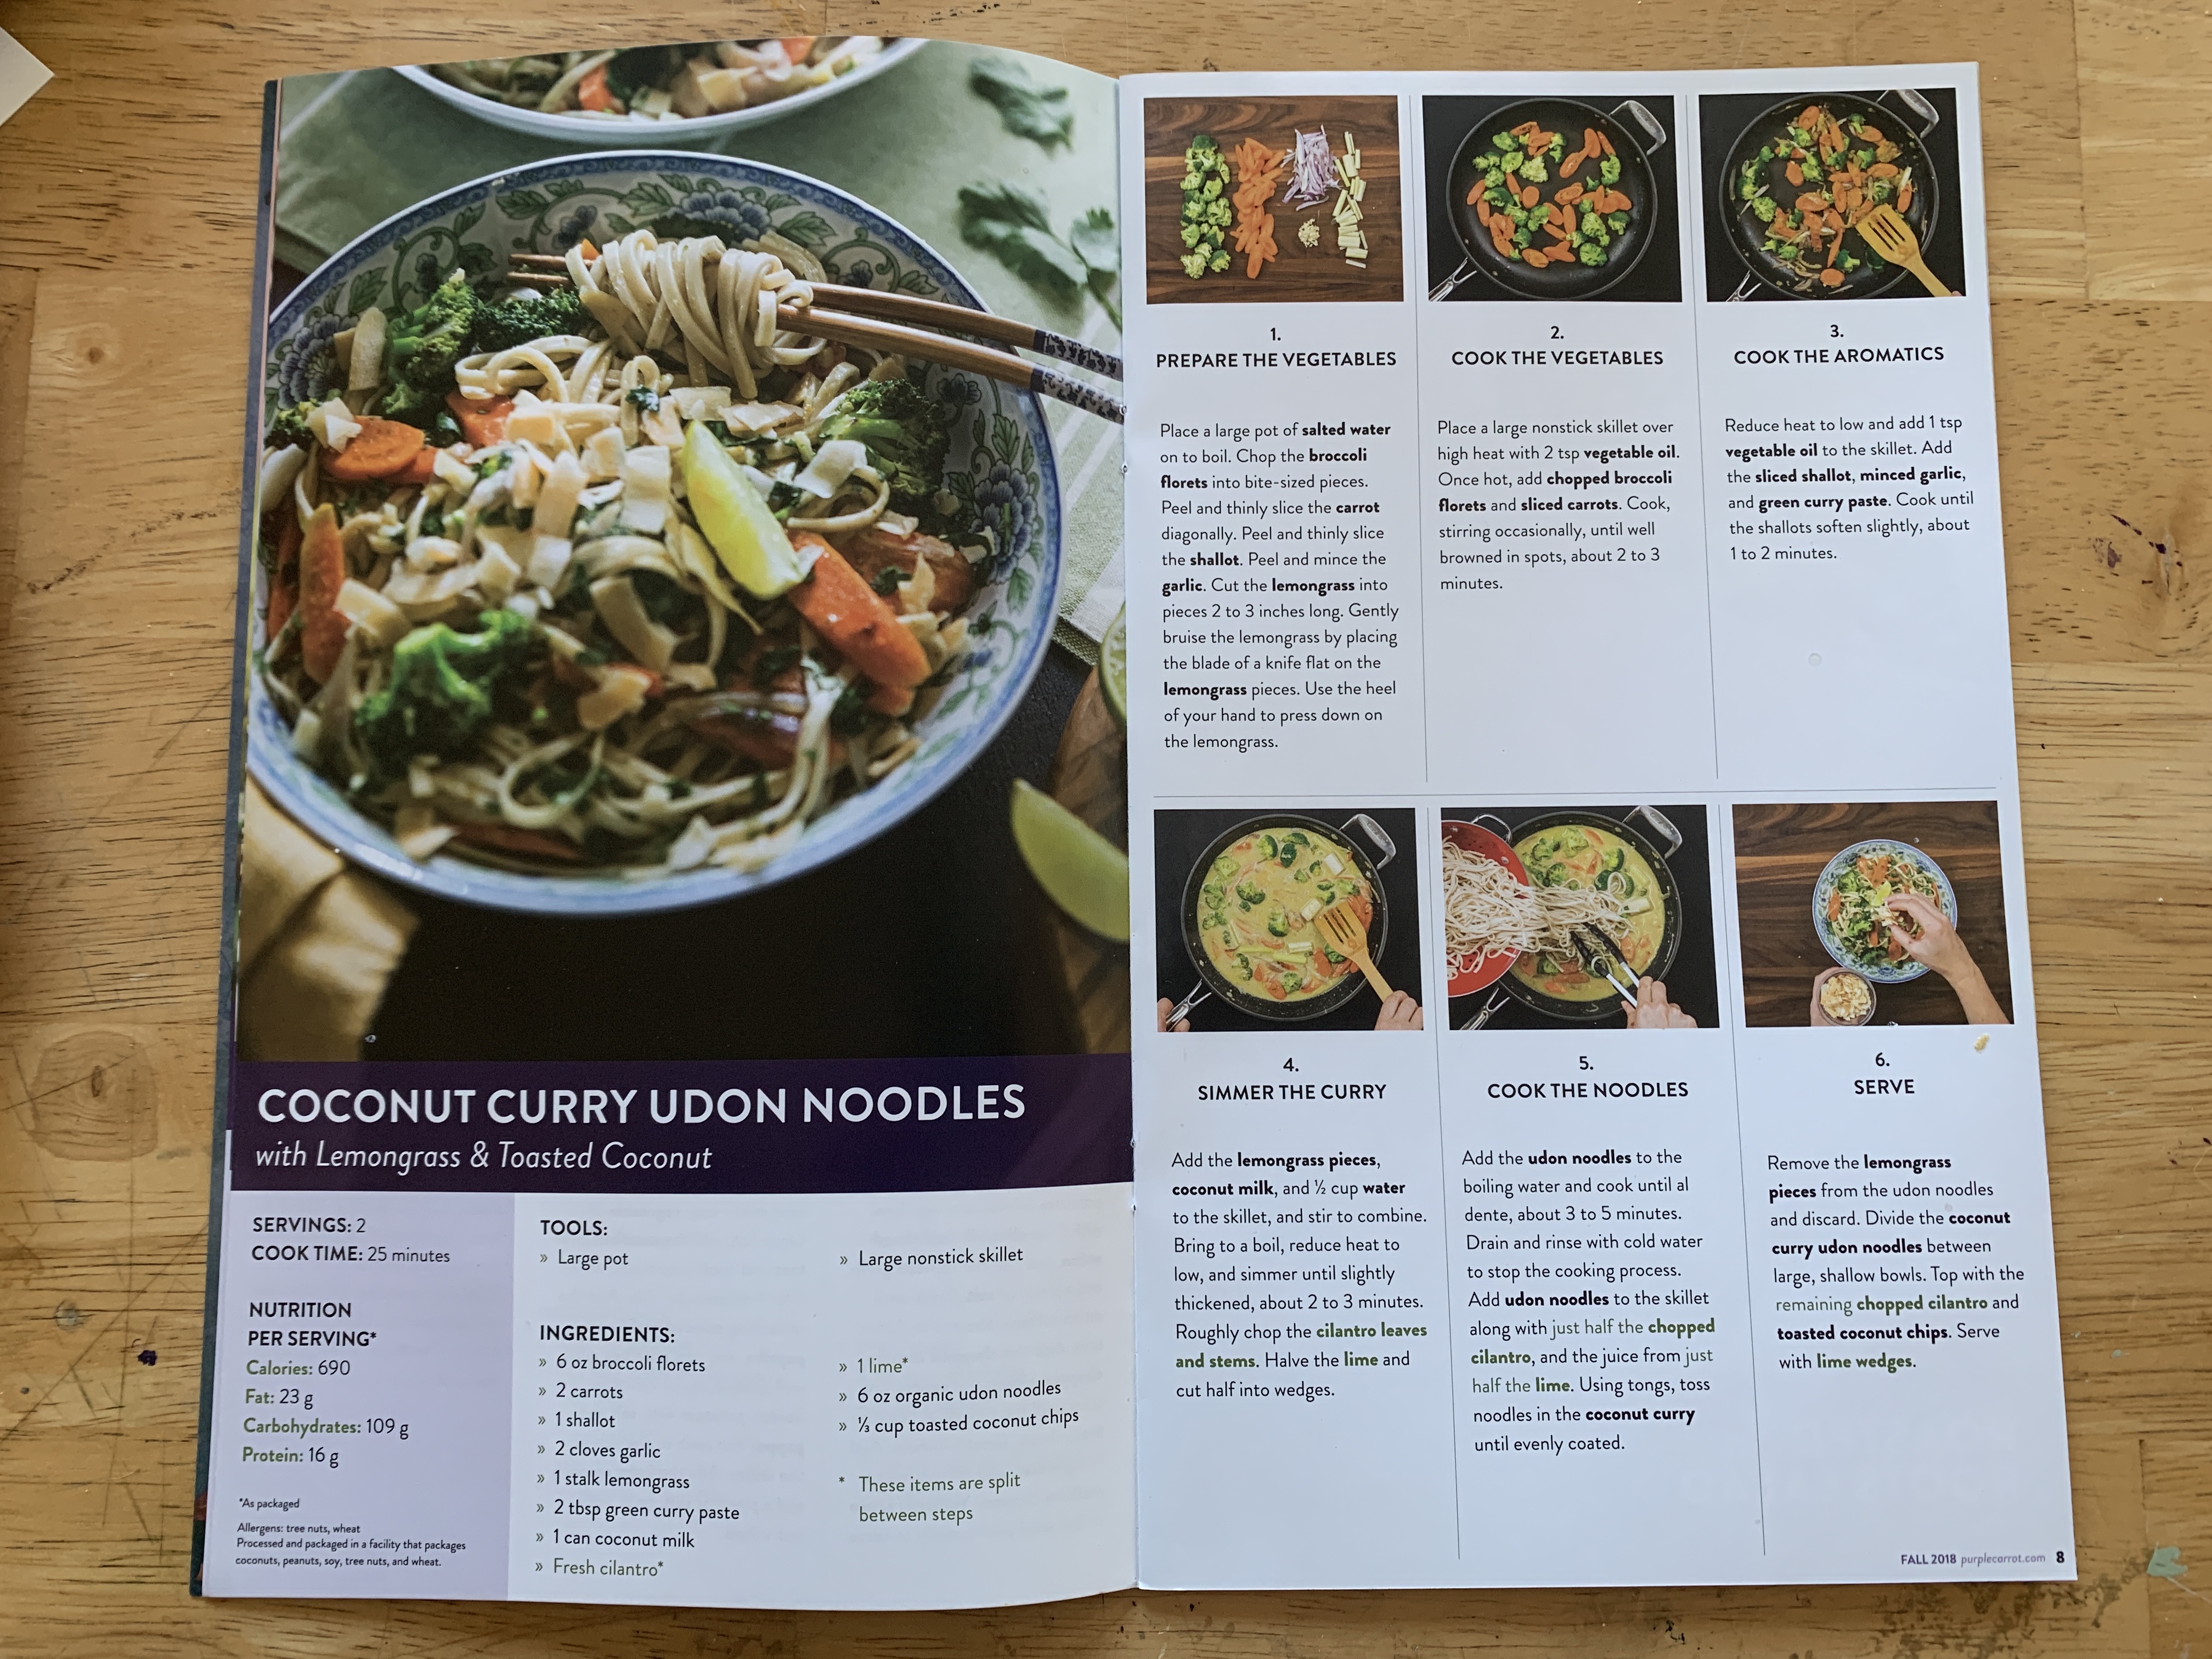 COCONUT CURRY UDON NOODLES
with Lemongrass & Toasted Coconut
SERVINGS: 2
COOK TIME: 25 minutes
NUTRITION
PER SERVING*
Calories: 690
Fat: 23 g
Carbohydrates: 109 g
Protein: 16 g
*As packaged
Allergens: tree nuts, wheat
Processed and packaged in a facility that packages
coconuts, peanuts, soy, tree nuts, and wheat.
TOOLS:
» Large pot
» Large nonstick skillet
INGREDIENTS:
» 6 oz broccoli florets
» 2 carrots
» 1 shallot
» 2 cloves garlic
» 1 stalk lemongrass
» 2 tbsp green curry paste
» 1 can coconut milk
» Fresh cilantro*
» 1 lime*
» 6 oz organic udon noodles
» ⅓ cup toasted coconut chips
* These items are split
between steps
1.
PREPARE THE VEGETABLES
Place a large pot of salted water
on to boil. Chop the broccoli
florets into bite-sized pieces.
Peel and thinly slice the carrot
diagonally. Peel and thinly slice
the shallot. Peel and mince the
garlic. Cut the lemongrass into
pieces 2 to 3 inches long. Gently
bruise the lemongrass by placing
the blade of a knife flat on the
lemongrass pieces. Use the heel
of your hand to press down on
the lemongrass.
2.
COOK THE VEGETABLES
Place a large nonstick skillet over
high heat with 2 tsp vegetable oil.
Once hot, add chopped broccoli
florets and sliced carrots. Cook,
stirring occasionally, until well
browned in spots, about 2 to 3
minutes.
3.
COOK THE AROMATICS
Reduce heat to low and add 1 tsp
vegetable oil to the skillet. Add
the sliced shallot, minced garlic,
and green curry paste. Cook until
the shallots soften slightly, about
1 to 2 minutes.
4.
SIMMER THE CURRY
Add the lemongrass pieces,
coconut milk, and ½ cup water
to the skillet, and stir to combine.
Bring to a boil, reduce heat to
low, and simmer until slightly
thickened, about 2 to 3 minutes.
Roughly chop the cilantro leaves
and stems. Halve the lime and
cut half into wedges.
5.
COOK THE NOODLES
Add the udon noodles to the
boiling water and cook until al
dente, about 3 to 5 minutes.
Drain and rinse with cold water
to stop the cooking process.
Add udon noodles to the skillet
along with just half the chopped
cilantro, and the juice from just
half the lime. Using tongs, toss
noodles in the coconut curry
until evenly coated.
6.
SERVE
Remove the lemongrass
pieces from the udon noodles
and discard. Divide the coconut
curry udon noodles between
large, shallow bowls. Top with the
remaining chopped cilantro and
toasted coconut chips. Serve
with lime wedges.
FALL 2018 purplecarrot.com 8